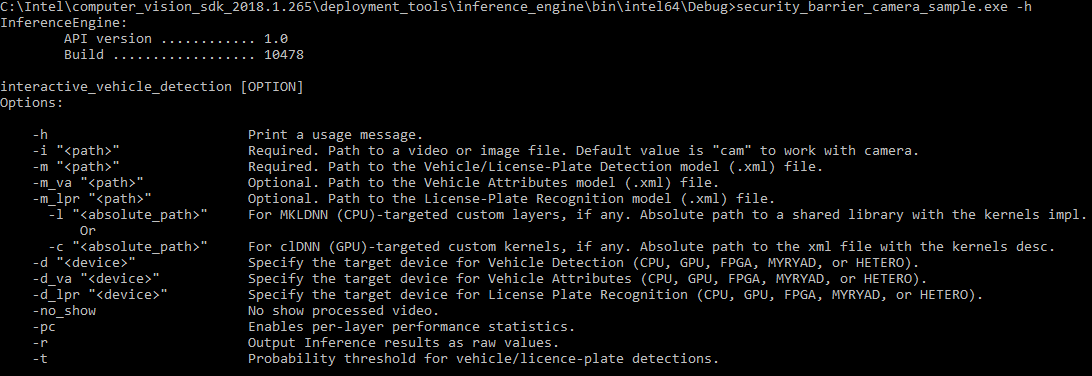 C:\Intel\computer_vision_sdk_2018.1.265\deployment_tools\inference_engine\bin\intel64\Debug>security_barrier_camera_sample.exe -h
InferenceEngine:
        API version ............ 1.0
        Build .................. 10478

interactive_vehicle_detection [OPTION]
Options:

    -h                         Print a usage message.
    -i "<path>"                Required. Path to a video or image file. Default value is "cam" to work with camera.
    -m "<path>"                Required. Path to the Vehicle/License-Plate Detection model (.xml) file.
    -m_va "<path>"             Optional. Path to the Vehicle Attributes model (.xml) file.
    -m_lpr "<path>"            Optional. Path to the License-Plate Recognition model (.xml) file.
      -l "<absolute_path>"     For MKLDNN (CPU)-targeted custom layers, if any. Absolute path to a shared library with the kernels impl.
          Or
      -c "<absolute_path>"     For clDNN (GPU)-targeted custom kernels, if any. Absolute path to the xml file with the kernels desc.
    -d "<device>"              Specify the target device for Vehicle Detection (CPU, GPU, FPGA, MYRYAD, or HETERO).
    -d_va "<device>            Specify the target device for Vehicle Attributes (CPU, GPU, FPGA, MYRYAD, or HETERO).
    -d_lpr "<device>"          Specify the target device for License Plate Recognition (CPU, GPU, FPGA, MYRYAD, or HETERO).
    -no_show                   No show processed video.
    -pc                        Enables per-layer performance statistics.
    -r                         Output Inference results as raw values.
    -t                         Probability threshold for vehicle/licence-plate detections.